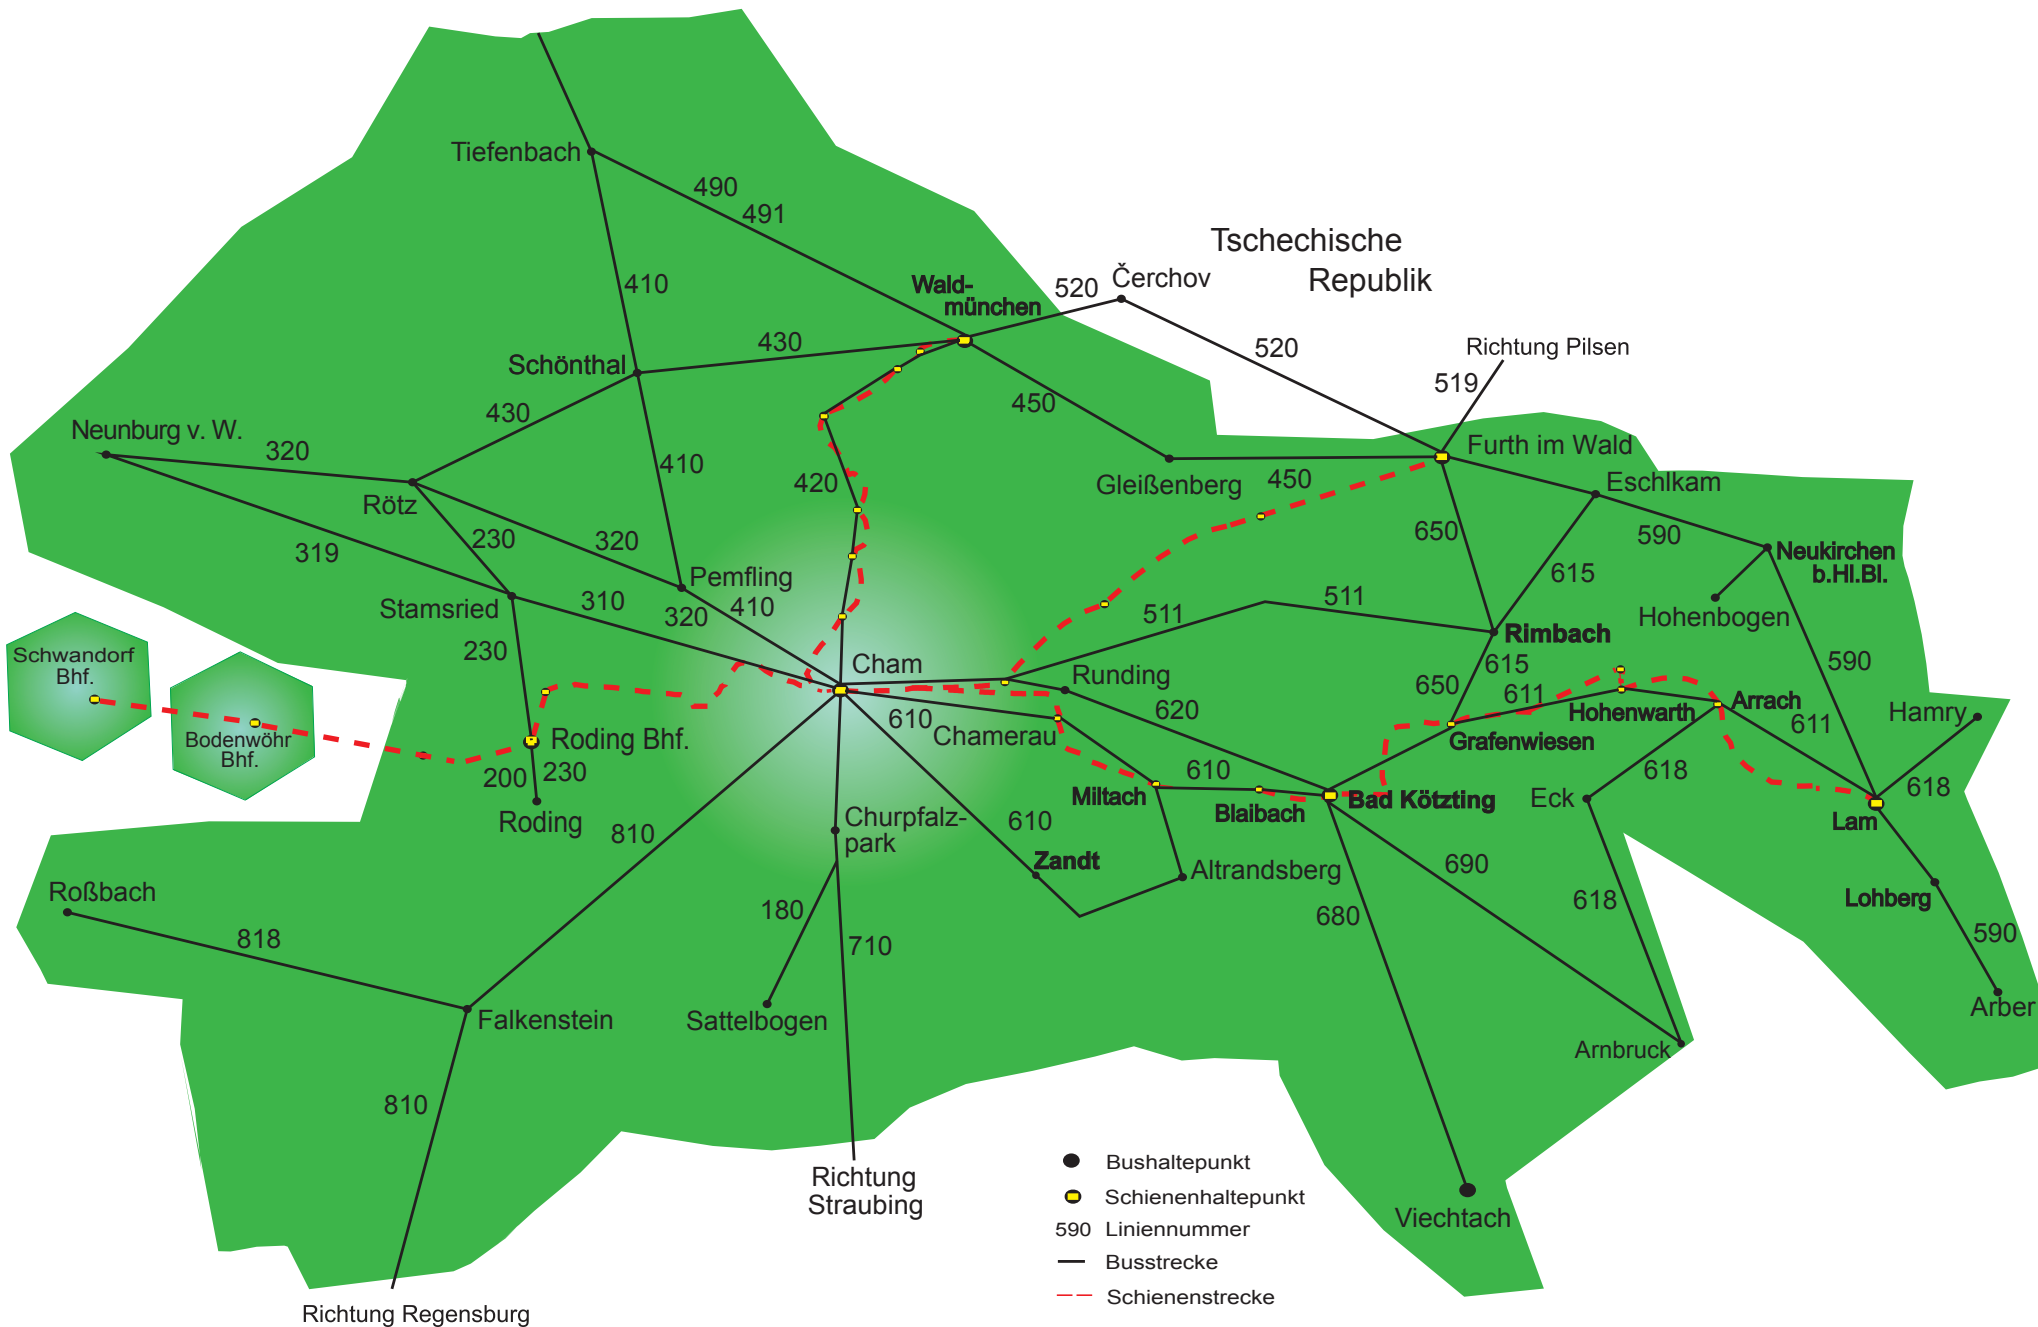 Tiefenbach
490
491
410
Tschechische
Republik
Čerchov
520
Wald-
münchen
520
Richtung Pilsen
519
430
Schönthal
430
450
Neunburg v. W.
320
410
420
Furth im Wald
Gleißenberg
450
Eschlkam
Rötz
230
319
320
650
590
Neukirchen
b.Hl.Bl.
615
Pemfling
410
320
310
Stamsried
511
511
Hohenbogen
Rimbach
615
230
Schwandorf
Bhf.
Cham
Runding
650
611
590
Hohenwarth
Arrach
611
Hamry
610
620
Chamerau
Grafenwiesen
Bodenwöhr
Bhf.
Roding Bhf.
200
230
Roding
610
Miltach
Blaibach
Bad Kötzting
618
Eck
618
Lam
810
Churpfalz-
park
610
Zandt
Altrandsberg
690
Roßbach
818
180
710
680
618
Lohberg
590
Falkenstein
Sattelbogen
Arnbruck
Arber
810
Richtung
Straubing
Viechtach
Richtung Regensburg
Bushaltepunkt
Schienenhaltepunkt
590 Liniennummer
Busstrecke
Schienenstrecke